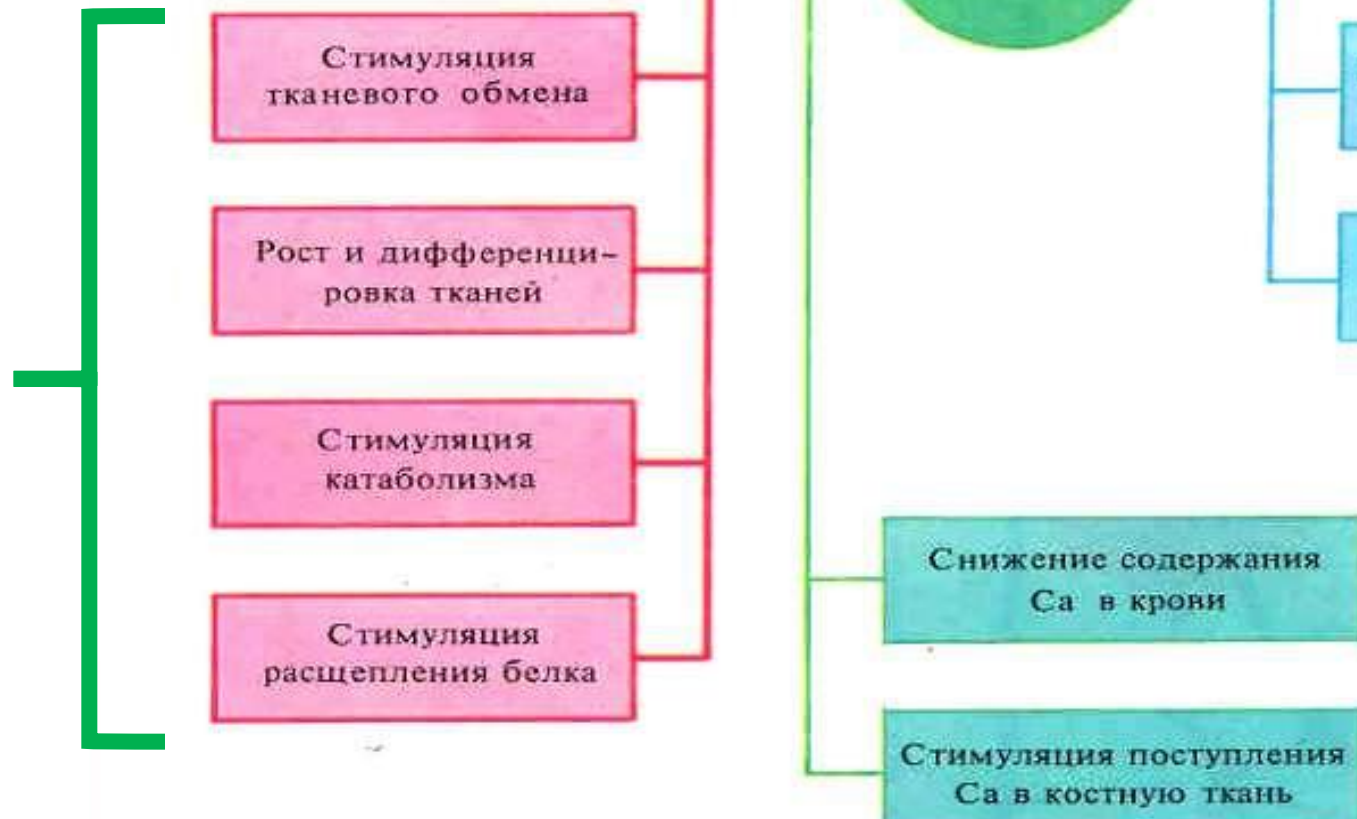 Стимуляция
тканевого обмена
Рост и дифференци-
ровка тканей
Стимуляция
катаболизма
Стимуляция
расщепления белка
Снижение содержания
Са в крови
Стимуляция поступления
Са в костную ткань